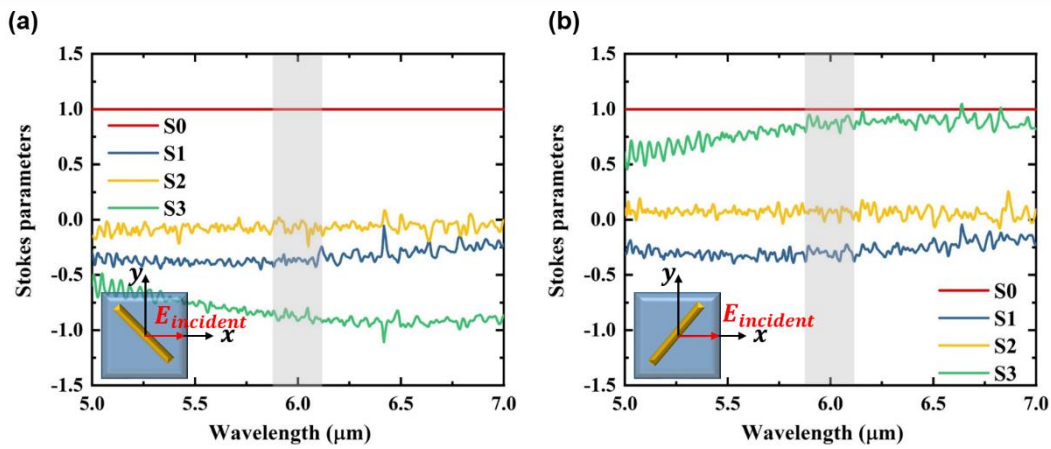 (a)
1.5
1.0
0.5
0.0
-0.5
-1.0
-1.5
Stokes parameters
S0
S1
S2
S3
y
E incident
x
5.0 5.5 6.0 6.5 7.0
Wavelength (μm)
(b)
1.5
1.0
0.5
0.0
-0.5
-1.0
-1.5
Stokes parameters
y
E incident
x
S0
S1
S2
S3
5.0 5.5 6.0 6.5 7.0
Wavelength (μm)